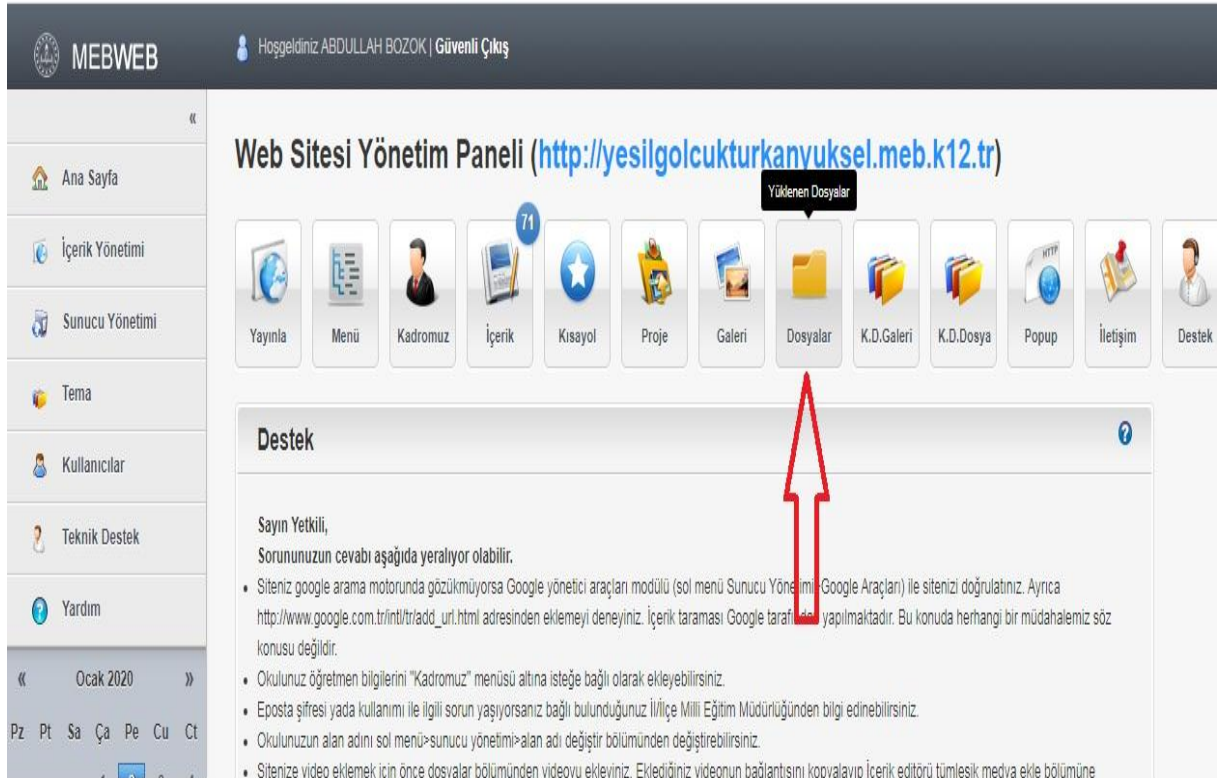 MEBWEB
Hoşgeldiniz ABDULLAH BOZOK | Güvenli Çıkış
«
Ana Sayfa
İçerik Yönetimi
Sunucu Yönetimi
Tema
Kullanıcılar
Teknik Destek
Yardım
« Ocak 2020 »
Pz Pt Sa Ça Pe Cu Ct
Web Sitesi Yönetim Paneli (http://yesilgolcukturkanyuksel.meb.k12.tr)
Yüklenen Dosyalar
71
Yayınla Menü Kadromuz İçerik Kısayol Proje Galeri Dosyalar K.D.Galeri K.D.Dosya Popup İletişim Destek
HTTP
Destek
?
Sayın Yetkili,
Sorununuzun cevabı aşağıda yeralıyor olabilir.
• Siteniz google arama motorunda gözükmüyorsa Google yönetici araçları modülü (sol menü Sunucu Google Araçları) ile sitenizi doğrulatınız. Ayrıca
http://www.google.com.tr/intl/tr/add_url.html adresinden eklemeyi deneyiniz. İçerik taraması Google yapılmaktadır. Bu konuda herhangi bir müdahalemiz söz
konusu değildir.
• Okulunuz öğretmen bilgilerini "Kadromuz" menüsü altına isteğe bağlı olarak ekleyebilirsiniz.
• Eposta şifresi yada kullanımı ile ilgili sorun yaşıyorsanız bağlı bulunduğunuz İl/İlçe Milli Eğitim Müdürlüğünden bilgi edinebilirsiniz.
• Okulunuzun alan adını sol menü>sunucu yönetimi>alan adı değiştir bölümünden değiştirebilirsiniz.
• Sitenize video eklemek için önce dosyalar bölümünden videoyu ekleyiniz. Eklediğiniz videonun bağlantısını kopyalayıp İçerik editörü tümleşik medya ekle bölümüne